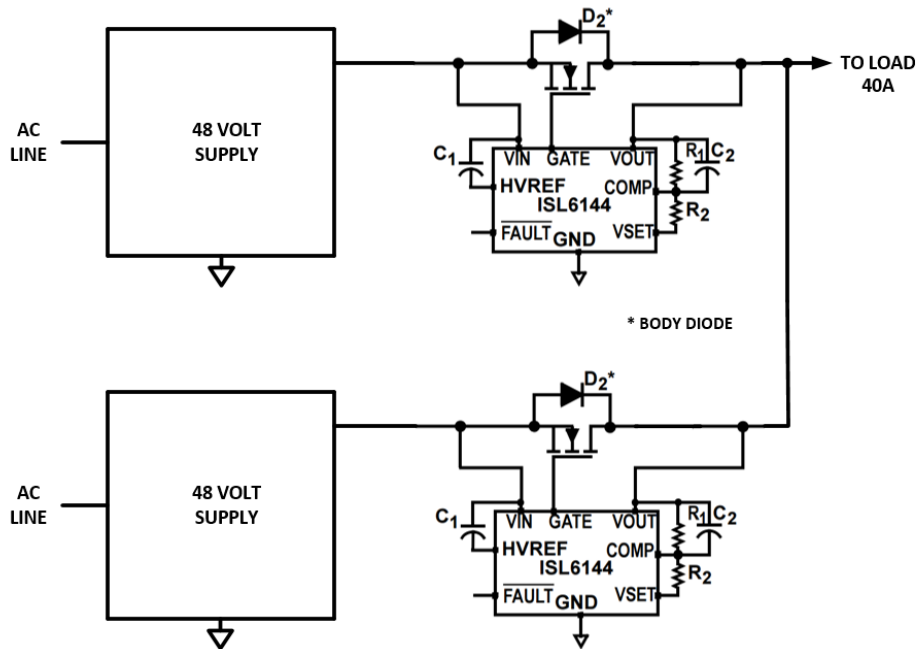 D2*
TO LOAD
40A
AC
LINE
48 VOLT
SUPPLY
C1
VIN
GATE
VOUT
R1
C2
HVREF
COMP
ISL6144
R2
FAULT
GND
VSET
* BODY DIODE
D2*
AC
LINE
48 VOLT
SUPPLY
C1
VIN
GATE
VOUT
R1
C2
HVREF
COMP
ISL6144
R2
FAULT
GND
VSET